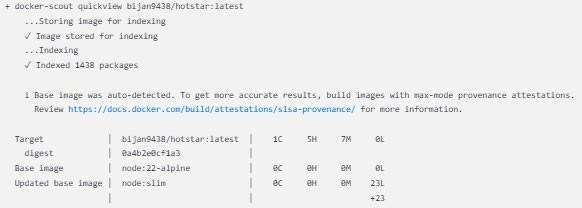 + docker-scout quickview bijan9438/hotstar:latest
...Storing image for indexing
✓ Image stored for indexing
...Indexing
✓ Indexed 1438 packages
i Base image was auto-detected. To get more accurate results, build images with max-mode provenance attestations.
Review https://docs.docker.com/build/attestations/slsa-provenance/ for more information.
Target | bijan9438/hotstar:latest | 1C 5H 7M 0L
digest | 0a4b2e0cf1a3 |
Base image | node:22-alpine | 0C 0H 0M 0L
Updated base image | node:slim | 0C 0H 0M 23L
| | +23